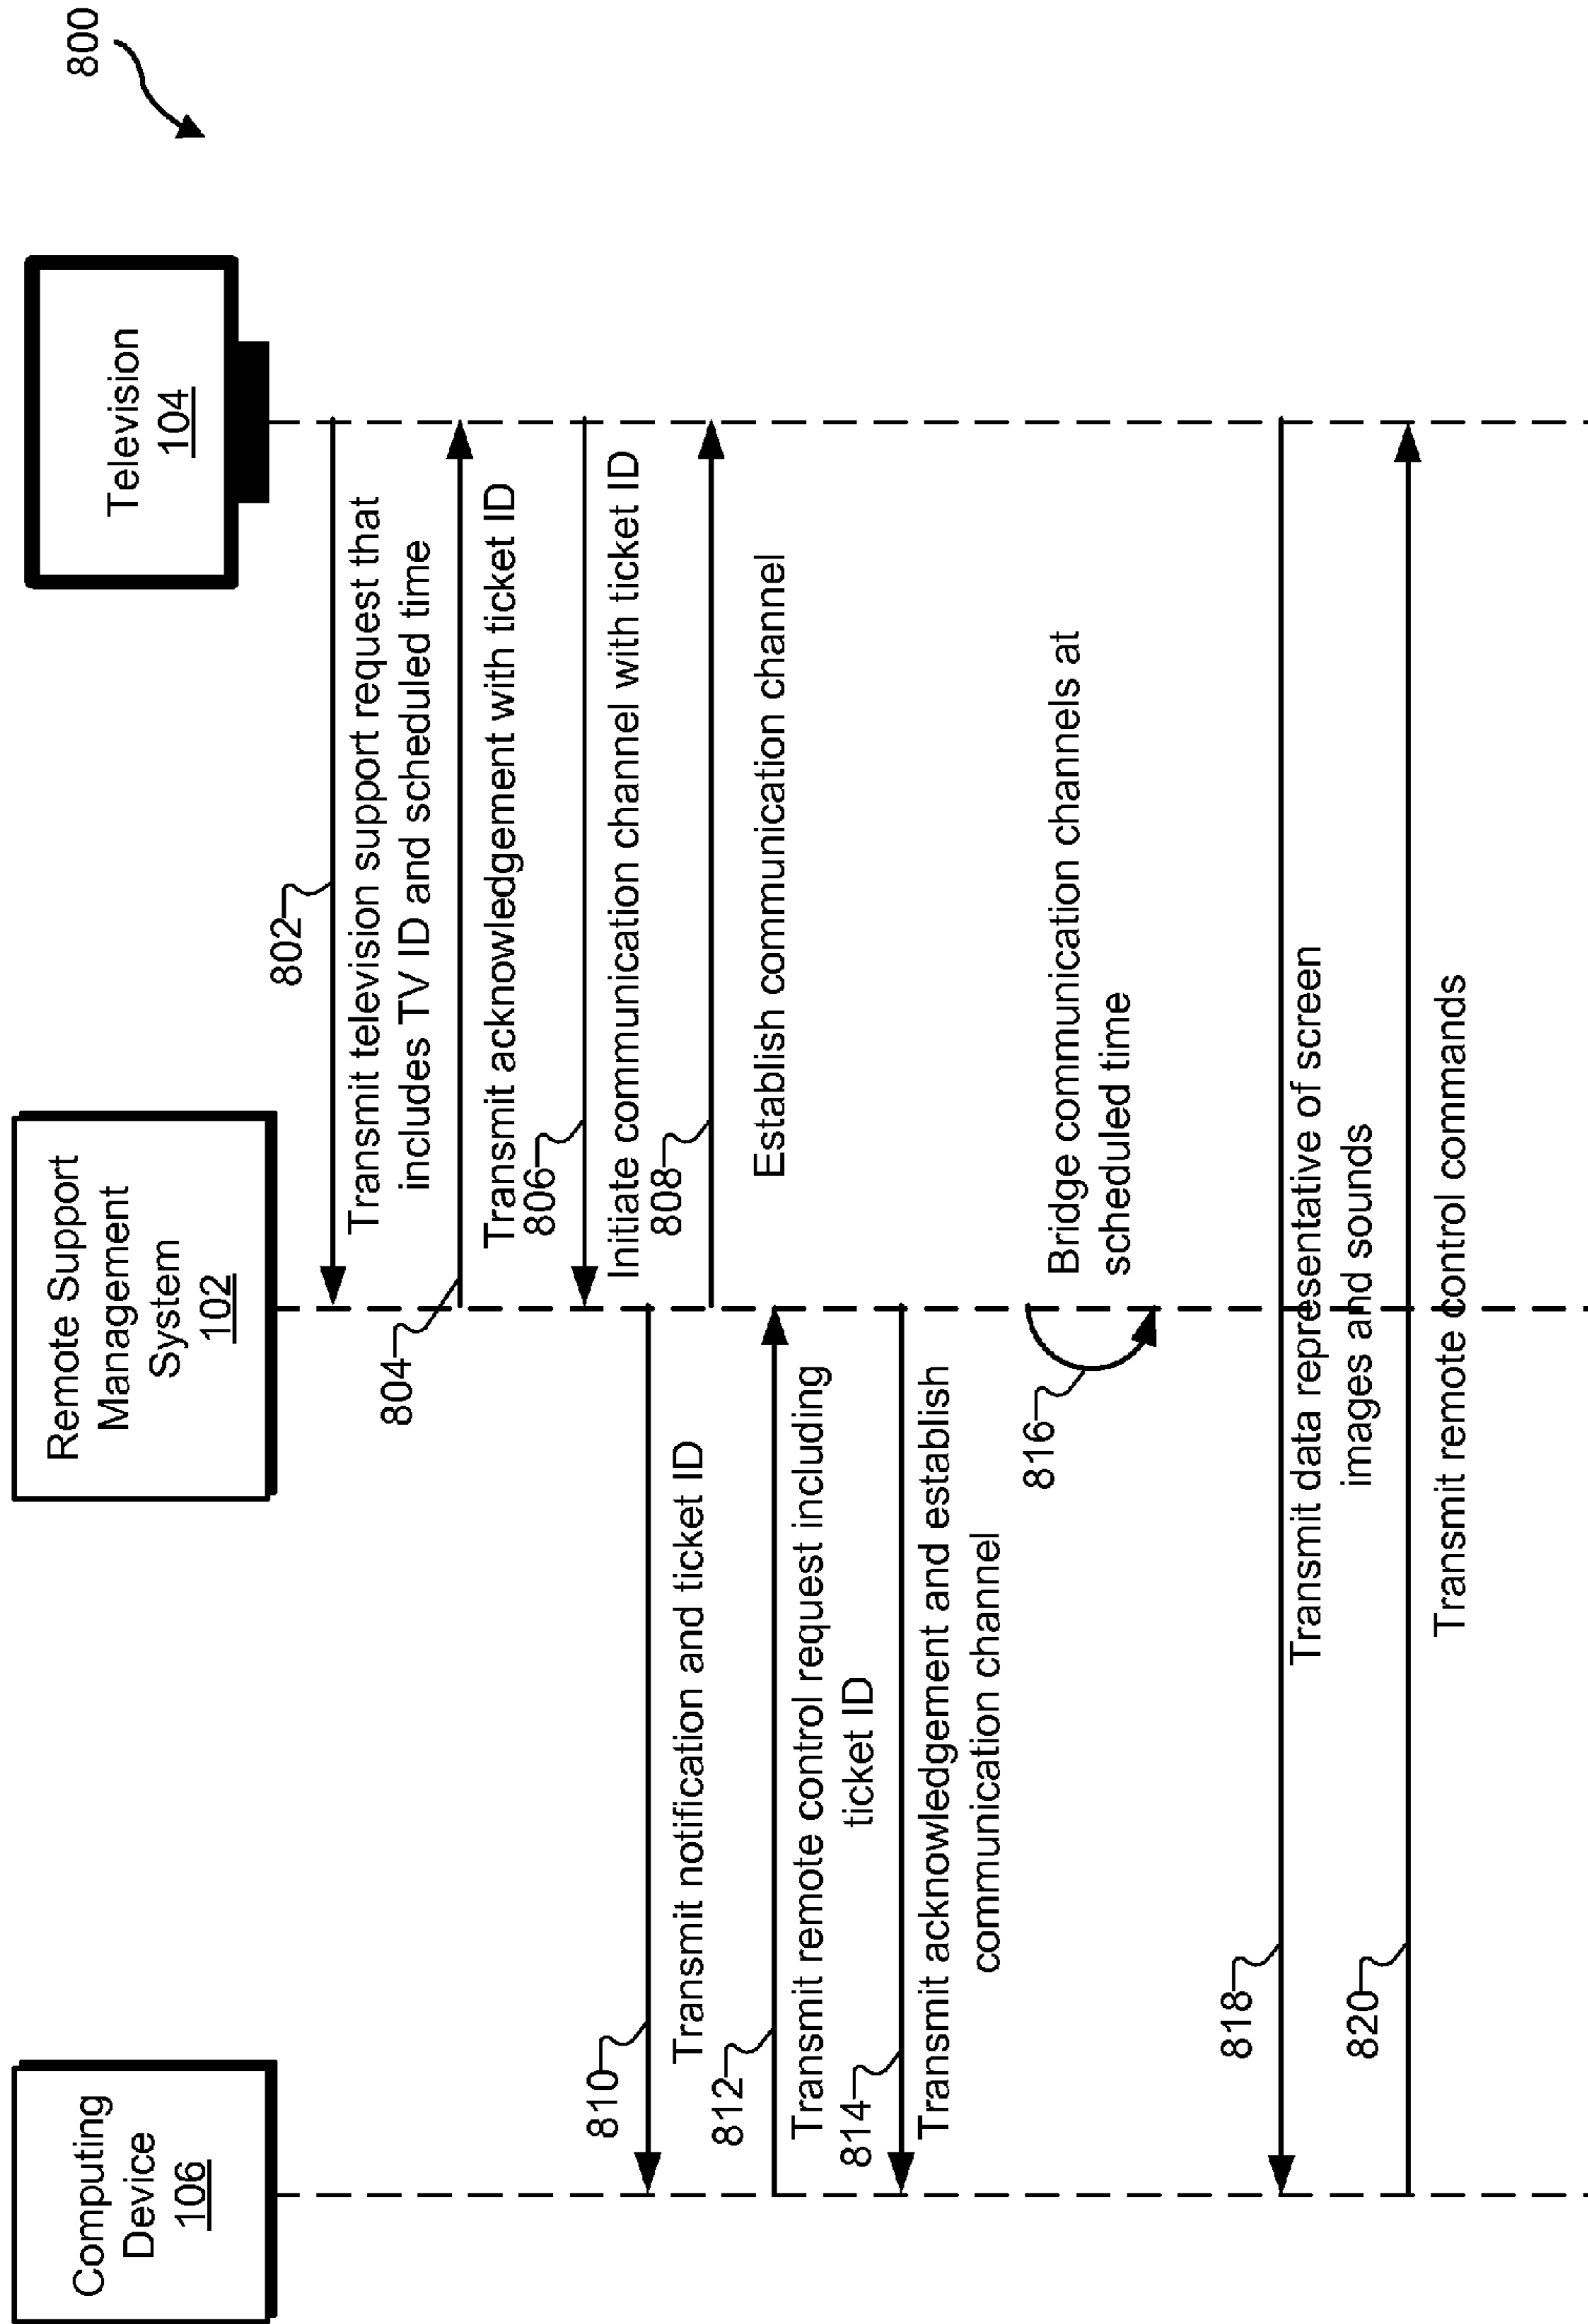 800
Computing
Device
106
Remote Support
Management
System
102
Television
104
802
Transmit television support request that
includes TV ID and scheduled time
804
Transmit acknowledgement with ticket ID
806
Initiate communication channel with ticket ID
810
808
Transmit notification and ticket ID
Establish communication channel
812
Transmit remote control request including
ticket ID
814
Transmit acknowledgement and establish
communication channel
816
Bridge communication channels at
scheduled time
818
Transmit data representative of screen
images and sounds
820
Transmit remote control commands